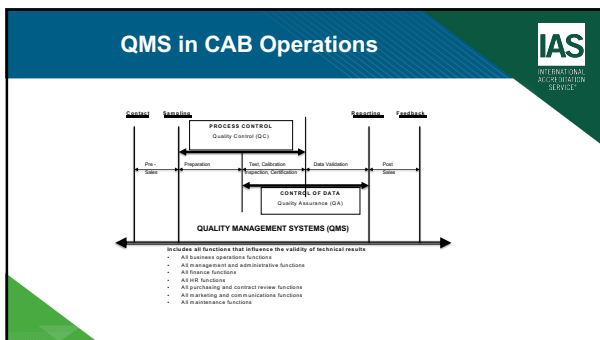 QMS in CAB Operations
IAS
INTERNATIONAL
ACCREDITATION
SERVICE®
Contact Sampling Reporting Feedback
PROCESS CONTROL
Quality Control (QC)
Pre - Preparation Test, Calibration Data Validation Post
Sales Inspection, Certification Sales
CONTROL OF DATA
Quality Assurance (QA)
QUALITY MANAGEMENT SYSTEMS (QMS)
Includes all functions that influence the validity of technical results
• All business operations functions
• All management and administrative functions
• All finance functions
• All HR functions
• All purchasing and contract review functions
• All marketing and communications functions
• All maintenance functions